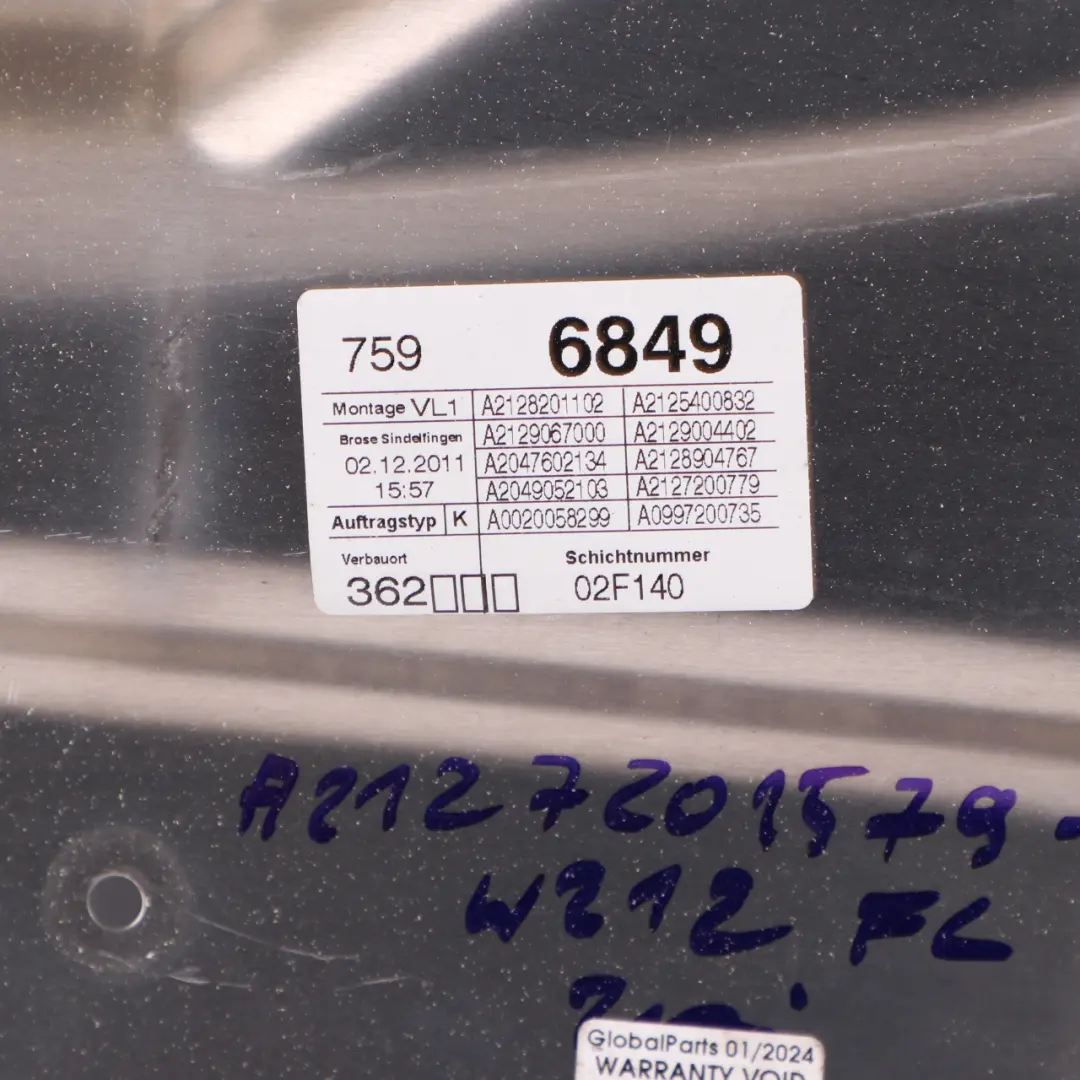 759 6849
Montage VL1 A2128201102 A2125400832
Brose Sindelfingen A2129067000 A2129004402
02.12.2011 A2047602134 A2128904767
15:57 A2049052103 A2127200779
Auftragstyp K A0020058299 A0997200735
Verbauort Schichtnummer
362 02F140
A2127201579-
W212 FL
GlobalParts 01/2024
WARRANTY VOID